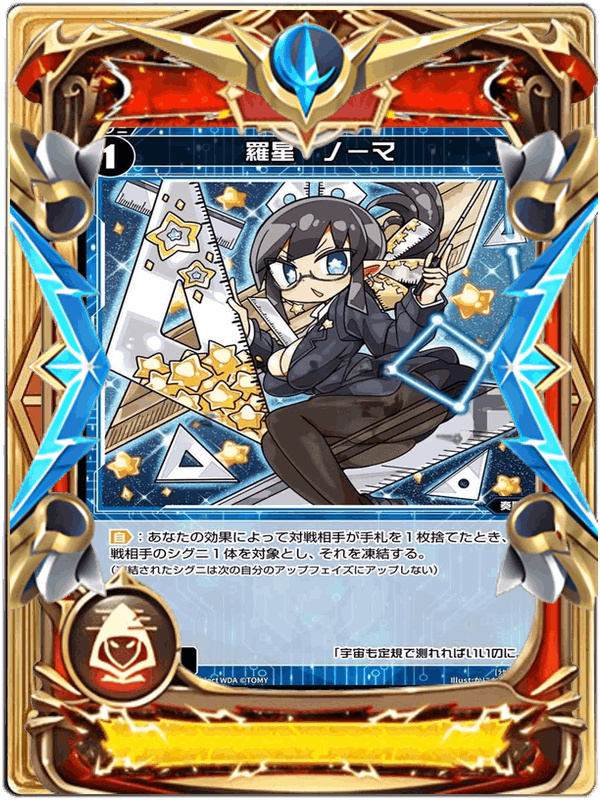 1
羅星 ノーマ
自:あなたの効果によって対戦相手が手札を1枚捨てたとき、
戦相手のシグニ1体を対象とし、それを凍結する。
結されたシグニは次の自分のアップフェイズにアップしない)
「宇宙も定規で測れればいいのに
ject WDA ©TOMY
Illust:かに